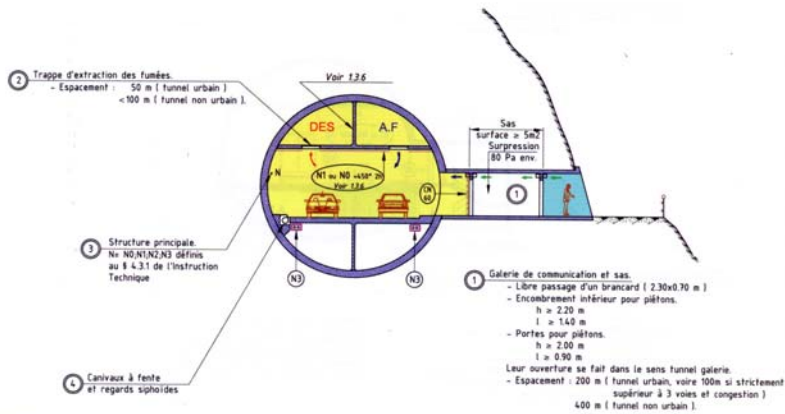 2 Trappe d'extraction des fumées.
- Espacement : 50 m ( tunnel urbain )
<100 m ( tunnel non urbain ).
Voir 1.3.6
DES
A.F
N
N1 ou N0 =450° 2h
Voir 1.3.6
CN
60
Sas
surface ≥ 5m2
Surpression
80 Pa env.
1
3 Structure principale.
N= N0;N1;N2;N3 définis
au § 4.3.1 de l'Instruction
Technique
N3
N3
4 Canivaux à fente
et regards siphoïdes
1 Galerie de communication et sas.
- Libre passage d'un brancard ( 2.30x0.70 m )
- Encombrement intérieur pour piétons.
h ≥ 2.20 m
l ≥ 1.40 m
- Portes pour piétons.
h ≥ 2.00 m
l ≥ 0.90 m
Leur ouverture se fait dans le sens tunnel galerie.
- Espacement : 200 m ( tunnel urbain, voire 100m si strictement
supérieur à 3 voies et congestion )
400 m ( tunnel non urbain ).